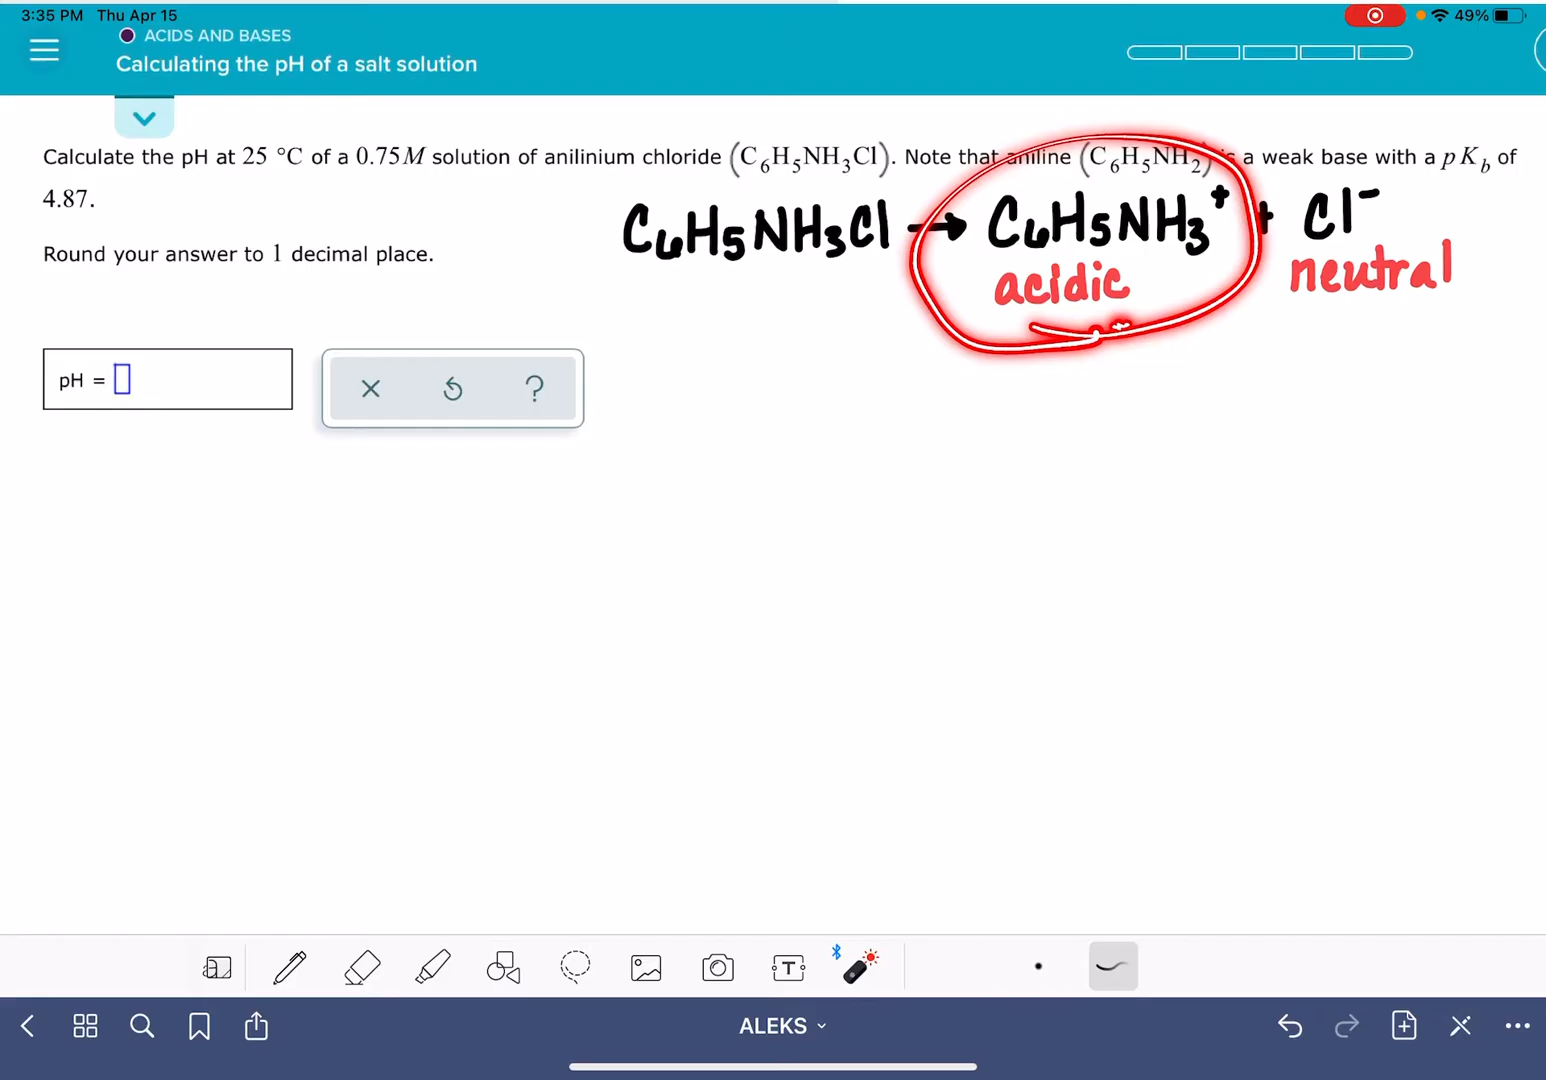 3:35 PM Thu Apr 15
49%
ACIDS AND BASES
Calculating the pH of a salt solution
Calculate the pH at 25 °C of a 0.75M solution of anilinium chloride (C₆H₅NH₃Cl). Note that aniline (C₆H₅NH₂) is a weak base with a pK_b of
4.87.
C₆H₅NH₃Cl → C₆H₅NH₃⁺ + Cl⁻
Round your answer to 1 decimal place.
acidic neutral
pH =
ALEKS